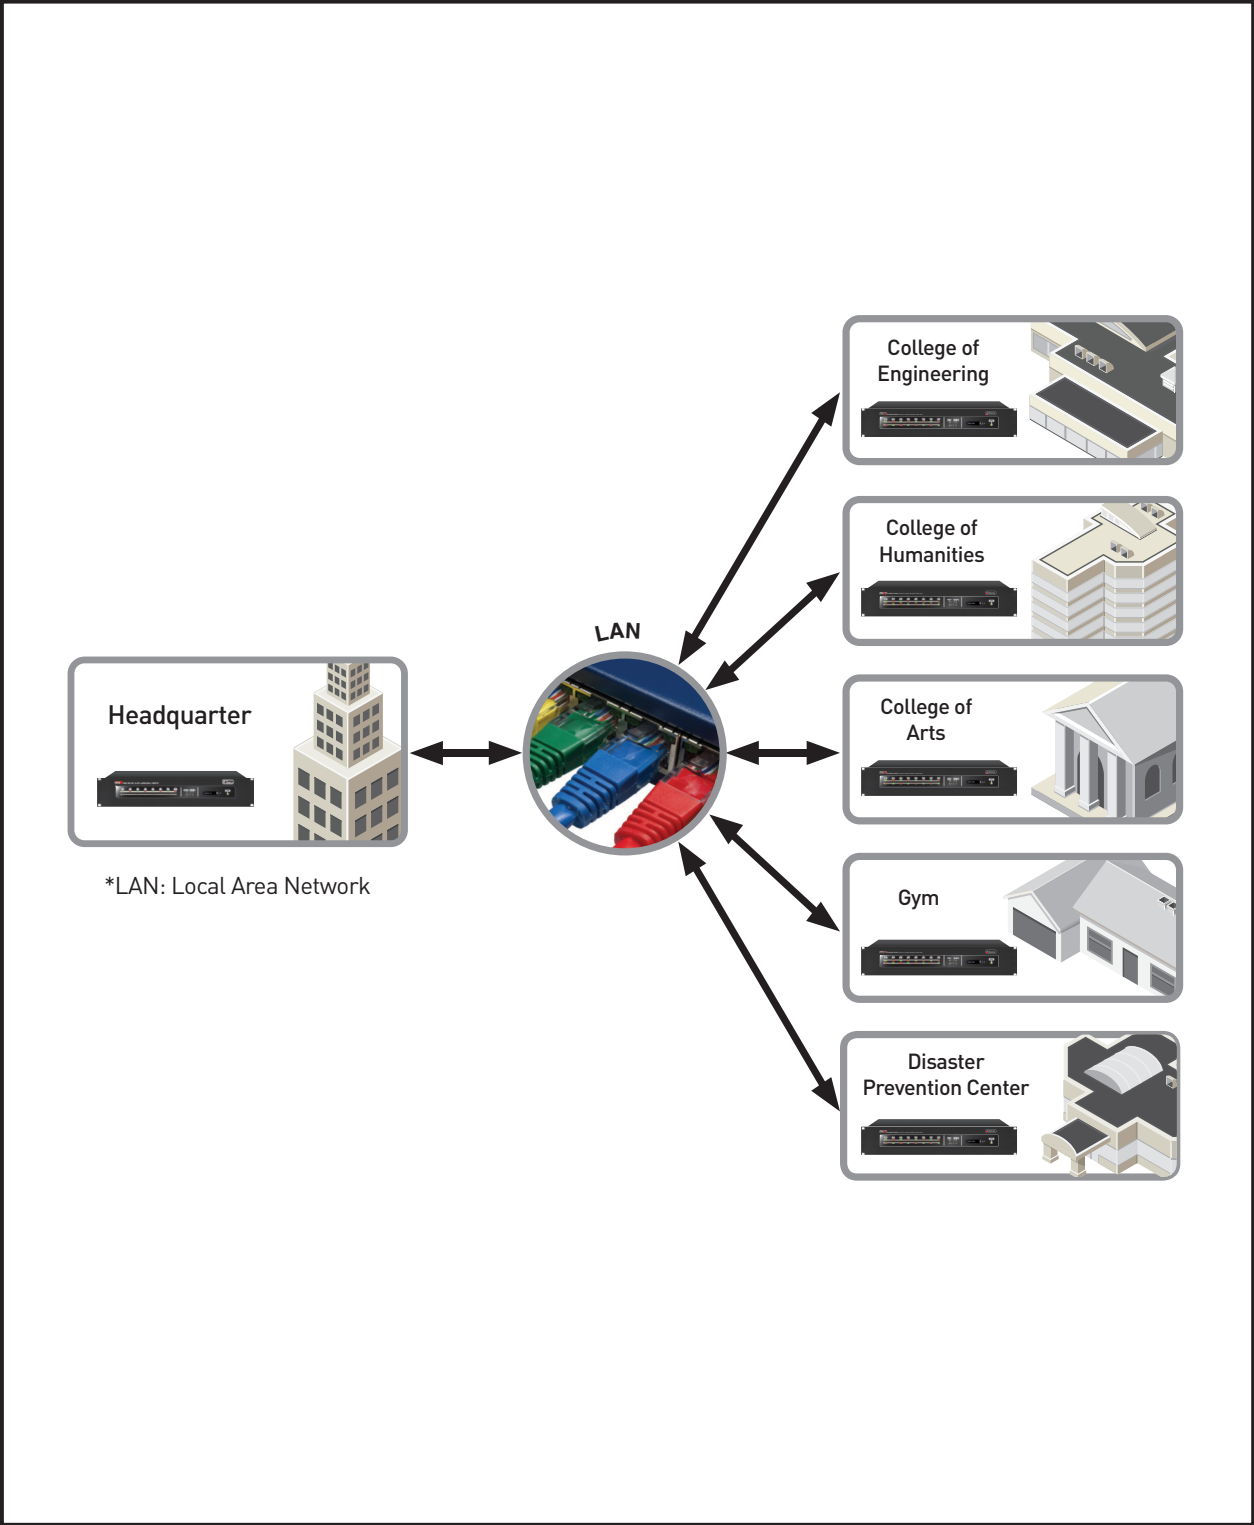 College of
Engineering
College of
Humanities
LAN
College of
Arts
Headquarter
*LAN: Local Area Network
Gym
Disaster
Prevention Center